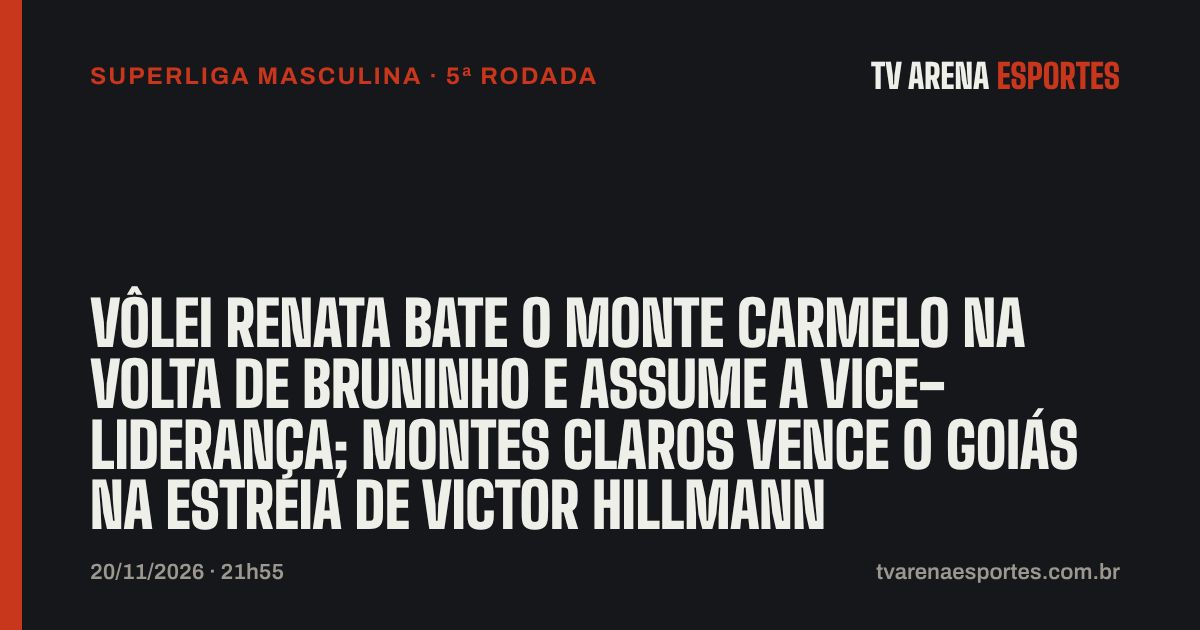 SUPERLIGA MASCULINA · 5ª RODADA
TV ARENA ESPORTES
VÔLEI RENATA BATE O MONTE CARMELO NA
VOLTA DE BRUNINHO E ASSUME A VICE-
LIDERANÇA; MONTES CLAROS VENCE O GOIÁS
NA ESTREIA DE VICTOR HILLMANN
20/11/2026 · 21h55
tvarenaesportes.com.br